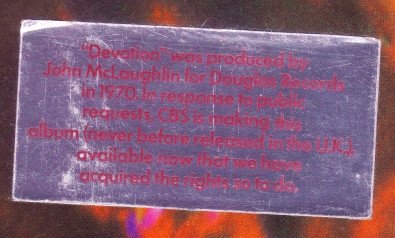 "Devotion" was produced by
John McLaughlin for Douglas Records
in 1970. In response to public
requests, CBS is making this
album (never before released in the U.K.),
available now that we have
acquired the rights so to do.